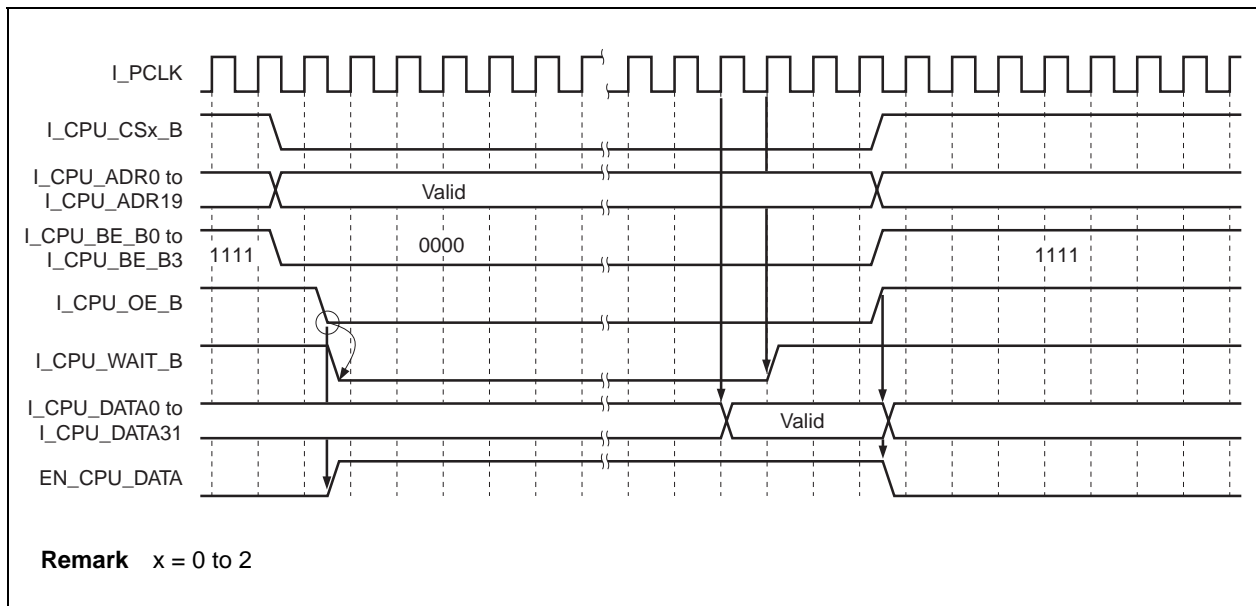 I_PCLK
I_CPU_CSx_B
I_CPU_ADR0 to
I_CPU_ADR19
Valid
I_CPU_BE_B0 to
I_CPU_BE_B3
1111
0000
1111
I_CPU_OE_B
I_CPU_WAIT_B
I_CPU_DATA0 to
I_CPU_DATA31
Valid
EN_CPU_DATA
Remark x = 0 to 2